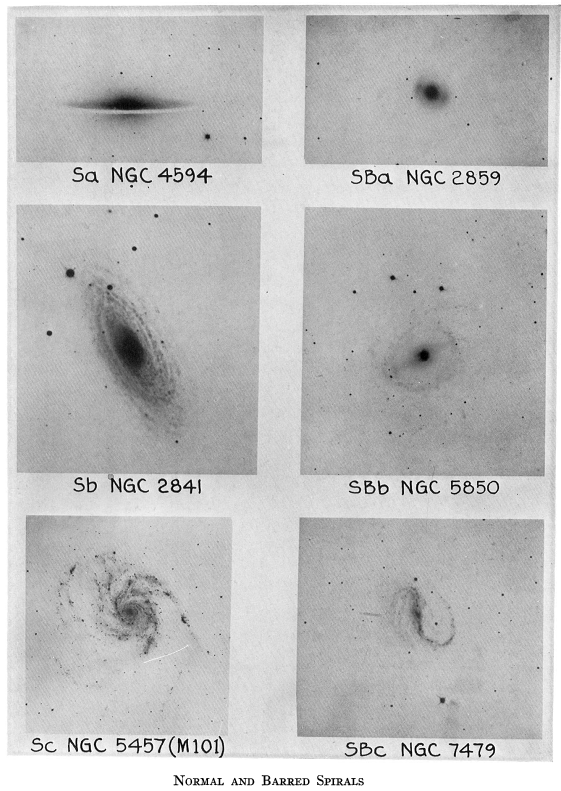 Sa NGC 4594
SBa NGC 2859
Sb NGC 2841
SBb NGC 5850
Sc NGC 5457 (M101)
SBc NGC 7479
NORMAL AND BARRED SPIRALS